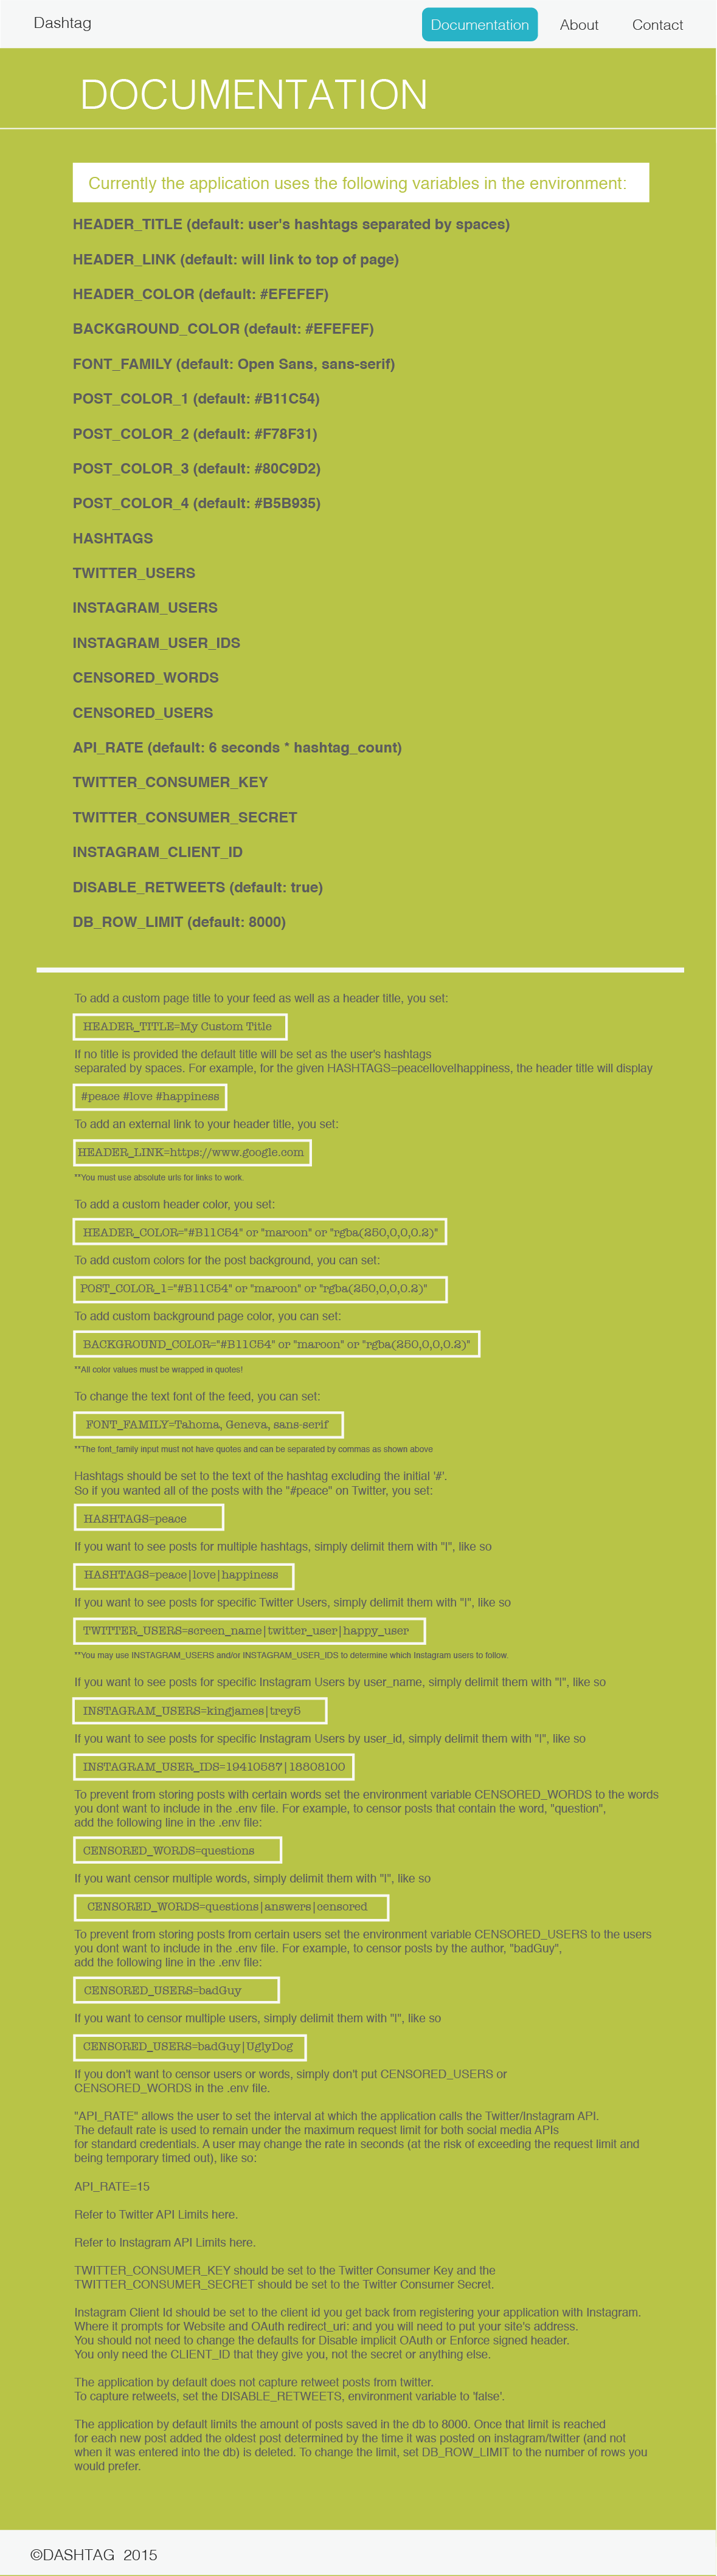 Dashtag
Documentation
About
Contact
DOCUMENTATION
Currently the application uses the following variables in the environment:
HEADER_TITLE (default: user's hashtags separated by spaces)
HEADER_LINK (default: will link to top of page)
HEADER_COLOR (default: #EFEFEF)
BACKGROUND_COLOR (default: #EFEFEF)
FONT_FAMILY (default: Open Sans, sans-serif)
POST_COLOR_1 (default: #B11C54)
POST_COLOR_2 (default: #F78F31)
POST_COLOR_3 (default: #80C9D2)
POST_COLOR_4 (default: #B5B935)
HASHTAGS
TWITTER_USERS
INSTAGRAM_USERS
INSTAGRAM_USER_IDS
CENSORED_WORDS
CENSORED_USERS
API_RATE (default: 6 seconds * hashtag_count)
TWITTER_CONSUMER_KEY
TWITTER_CONSUMER_SECRET
INSTAGRAM_CLIENT_ID
DISABLE_RETWEETS (default: true)
DB_ROW_LIMIT (default: 8000)
To add a custom page title to your feed as well as a header title, you set:
HEADER_TITLE=My Custom Title
If no title is provided the default title will be set as the user's hashtags
separated by spaces. For example, for the given HASHTAGS=peace|love|happiness, the header title will display
#peace #love #happiness
To add an external link to your header title, you set:
HEADER_LINK=https://www.google.com
**You must use absolute urls for links to work.
To add a custom header color, you set:
HEADER_COLOR="#B11C54" or "maroon" or "rgba(250,0,0,0.2)"
To add custom colors for the post background, you can set:
POST_COLOR_1="#B11C54" or "maroon" or "rgba(250,0,0,0.2)"
To add custom background page color, you can set:
BACKGROUND_COLOR="#B11C54" or "maroon" or "rgba(250,0,0,0.2)"
**All color values must be wrapped in quotes!
To change the text font of the feed, you can set:
FONT_FAMILY=Tahoma, Geneva, sans-serif
**The font_family input must not have quotes and can be separated by commas as shown above
Hashtags should be set to the text of the hashtag excluding the initial '#'.
So if you wanted all of the posts with the "#peace" on Twitter, you set:
HASHTAGS=peace
If you want to see posts for multiple hashtags, simply delimit them with "|", like so
HASHTAGS=peace|love|happiness
If you want to see posts for specific Twitter Users, simply delimit them with "|", like so
TWITTER_USERS=screen_name|twitter_user|happy_user
**You may use INSTAGRAM_USERS and/or INSTAGRAM_USER_IDS to determine which Instagram users to follow.
If you want to see posts for specific Instagram Users by user_name, simply delimit them with "|", like so
INSTAGRAM_USERS=kingjames|trey5
If you want to see posts for specific Instagram Users by user_id, simply delimit them with "|", like so
INSTAGRAM_USER_IDS=19410587|18808100
To prevent from storing posts with certain words set the environment variable CENSORED_WORDS to the words
you dont want to include in the .env file. For example, to censor posts that contain the word, "question",
add the following line in the .env file:
CENSORED_WORDS=questions
If you want censor multiple words, simply delimit them with "|", like so
CENSORED_WORDS=questions|answers|censored
To prevent from storing posts from certain users set the environment variable CENSORED_USERS to the users
you dont want to include in the .env file. For example, to censor posts by the author, "badGuy",
add the following line in the .env file:
CENSORED_USERS=badGuy
If you want to censor multiple users, simply delimit them with "|", like so
CENSORED_USERS=badGuy|UglyDog
If you don't want to censor users or words, simply don't put CENSORED_USERS or
CENSORED_WORDS in the .env file.
"API_RATE" allows the user to set the interval at which the application calls the Twitter/Instagram API.
The default rate is used to remain under the maximum request limit for both social media APIs
for standard credentials. A user may change the rate in seconds (at the risk of exceeding the request limit and
being temporary timed out), like so:
API_RATE=15
Refer to Twitter API Limits here.
Refer to Instagram API Limits here.
TWITTER_CONSUMER_KEY should be set to the Twitter Consumer Key and the
TWITTER_CONSUMER_SECRET should be set to the Twitter Consumer Secret.
Instagram Client Id should be set to the client id you get back from registering your application with Instagram.
Where it prompts for Website and OAuth redirect_uri: and you will need to put your site's address.
You should not need to change the defaults for Disable implicit OAuth or Enforce signed header.
You only need the CLIENT_ID that they give you, not the secret or anything else.
The application by default does not capture retweet posts from twitter.
To capture retweets, set the DISABLE_RETWEETS, environment variable to 'false'.
The application by default limits the amount of posts saved in the db to 8000. Once that limit is reached
for each new post added the oldest post determined by the time it was posted on instagram/twitter (and not
when it was entered into the db) is deleted. To change the limit, set DB_ROW_LIMIT to the number of rows you
would prefer.
©DASHTAG 2015